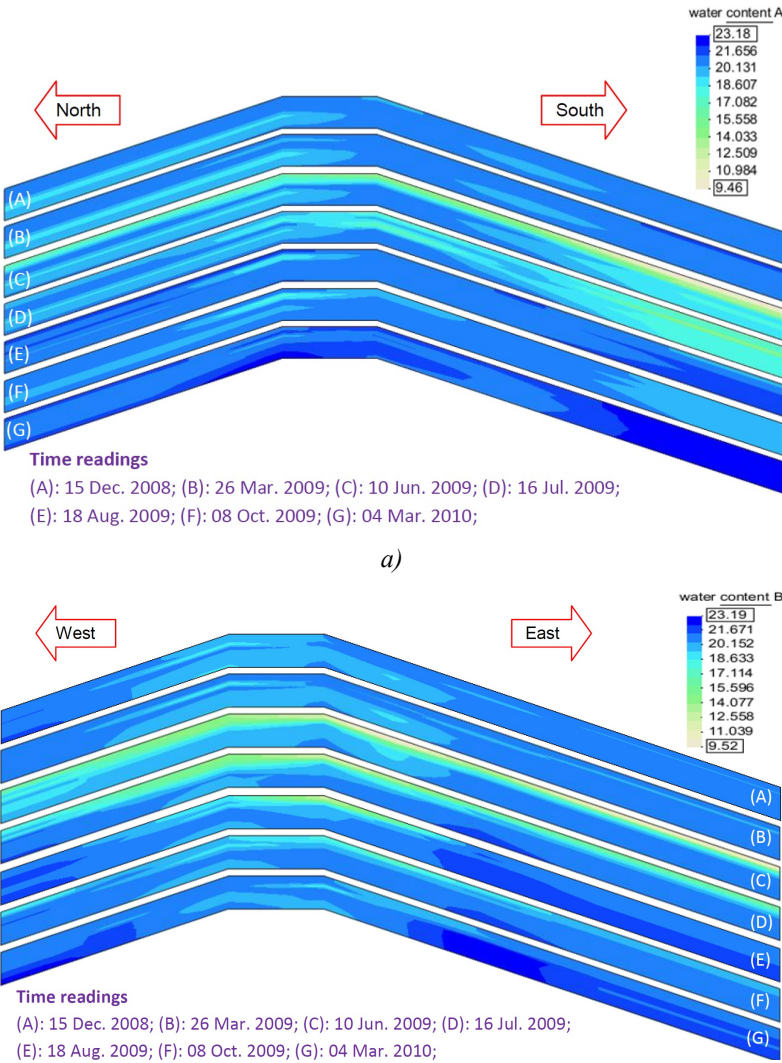 water content A
23.18
21.656
20.131
18.607
17.082
15.558
14.033
12.509
10.984
9.46
North
South
(A)
(B)
(C)
(D)
(E)
(F)
(G)
Time readings
(A): 15 Dec. 2008; (B): 26 Mar. 2009; (C): 10 Jun. 2009; (D): 16 Jul. 2009;
(E): 18 Aug. 2009; (F): 08 Oct. 2009; (G): 04 Mar. 2010;
a)
water content B
23.19
21.671
20.152
18.633
17.114
15.596
14.077
12.558
11.039
9.52
West
East
(A)
(B)
(C)
(D)
(E)
(F)
(G)
Time readings
(A): 15 Dec. 2008; (B): 26 Mar. 2009; (C): 10 Jun. 2009; (D): 16 Jul. 2009;
(E): 18 Aug. 2009; (F): 08 Oct. 2009; (G): 04 Mar. 2010;